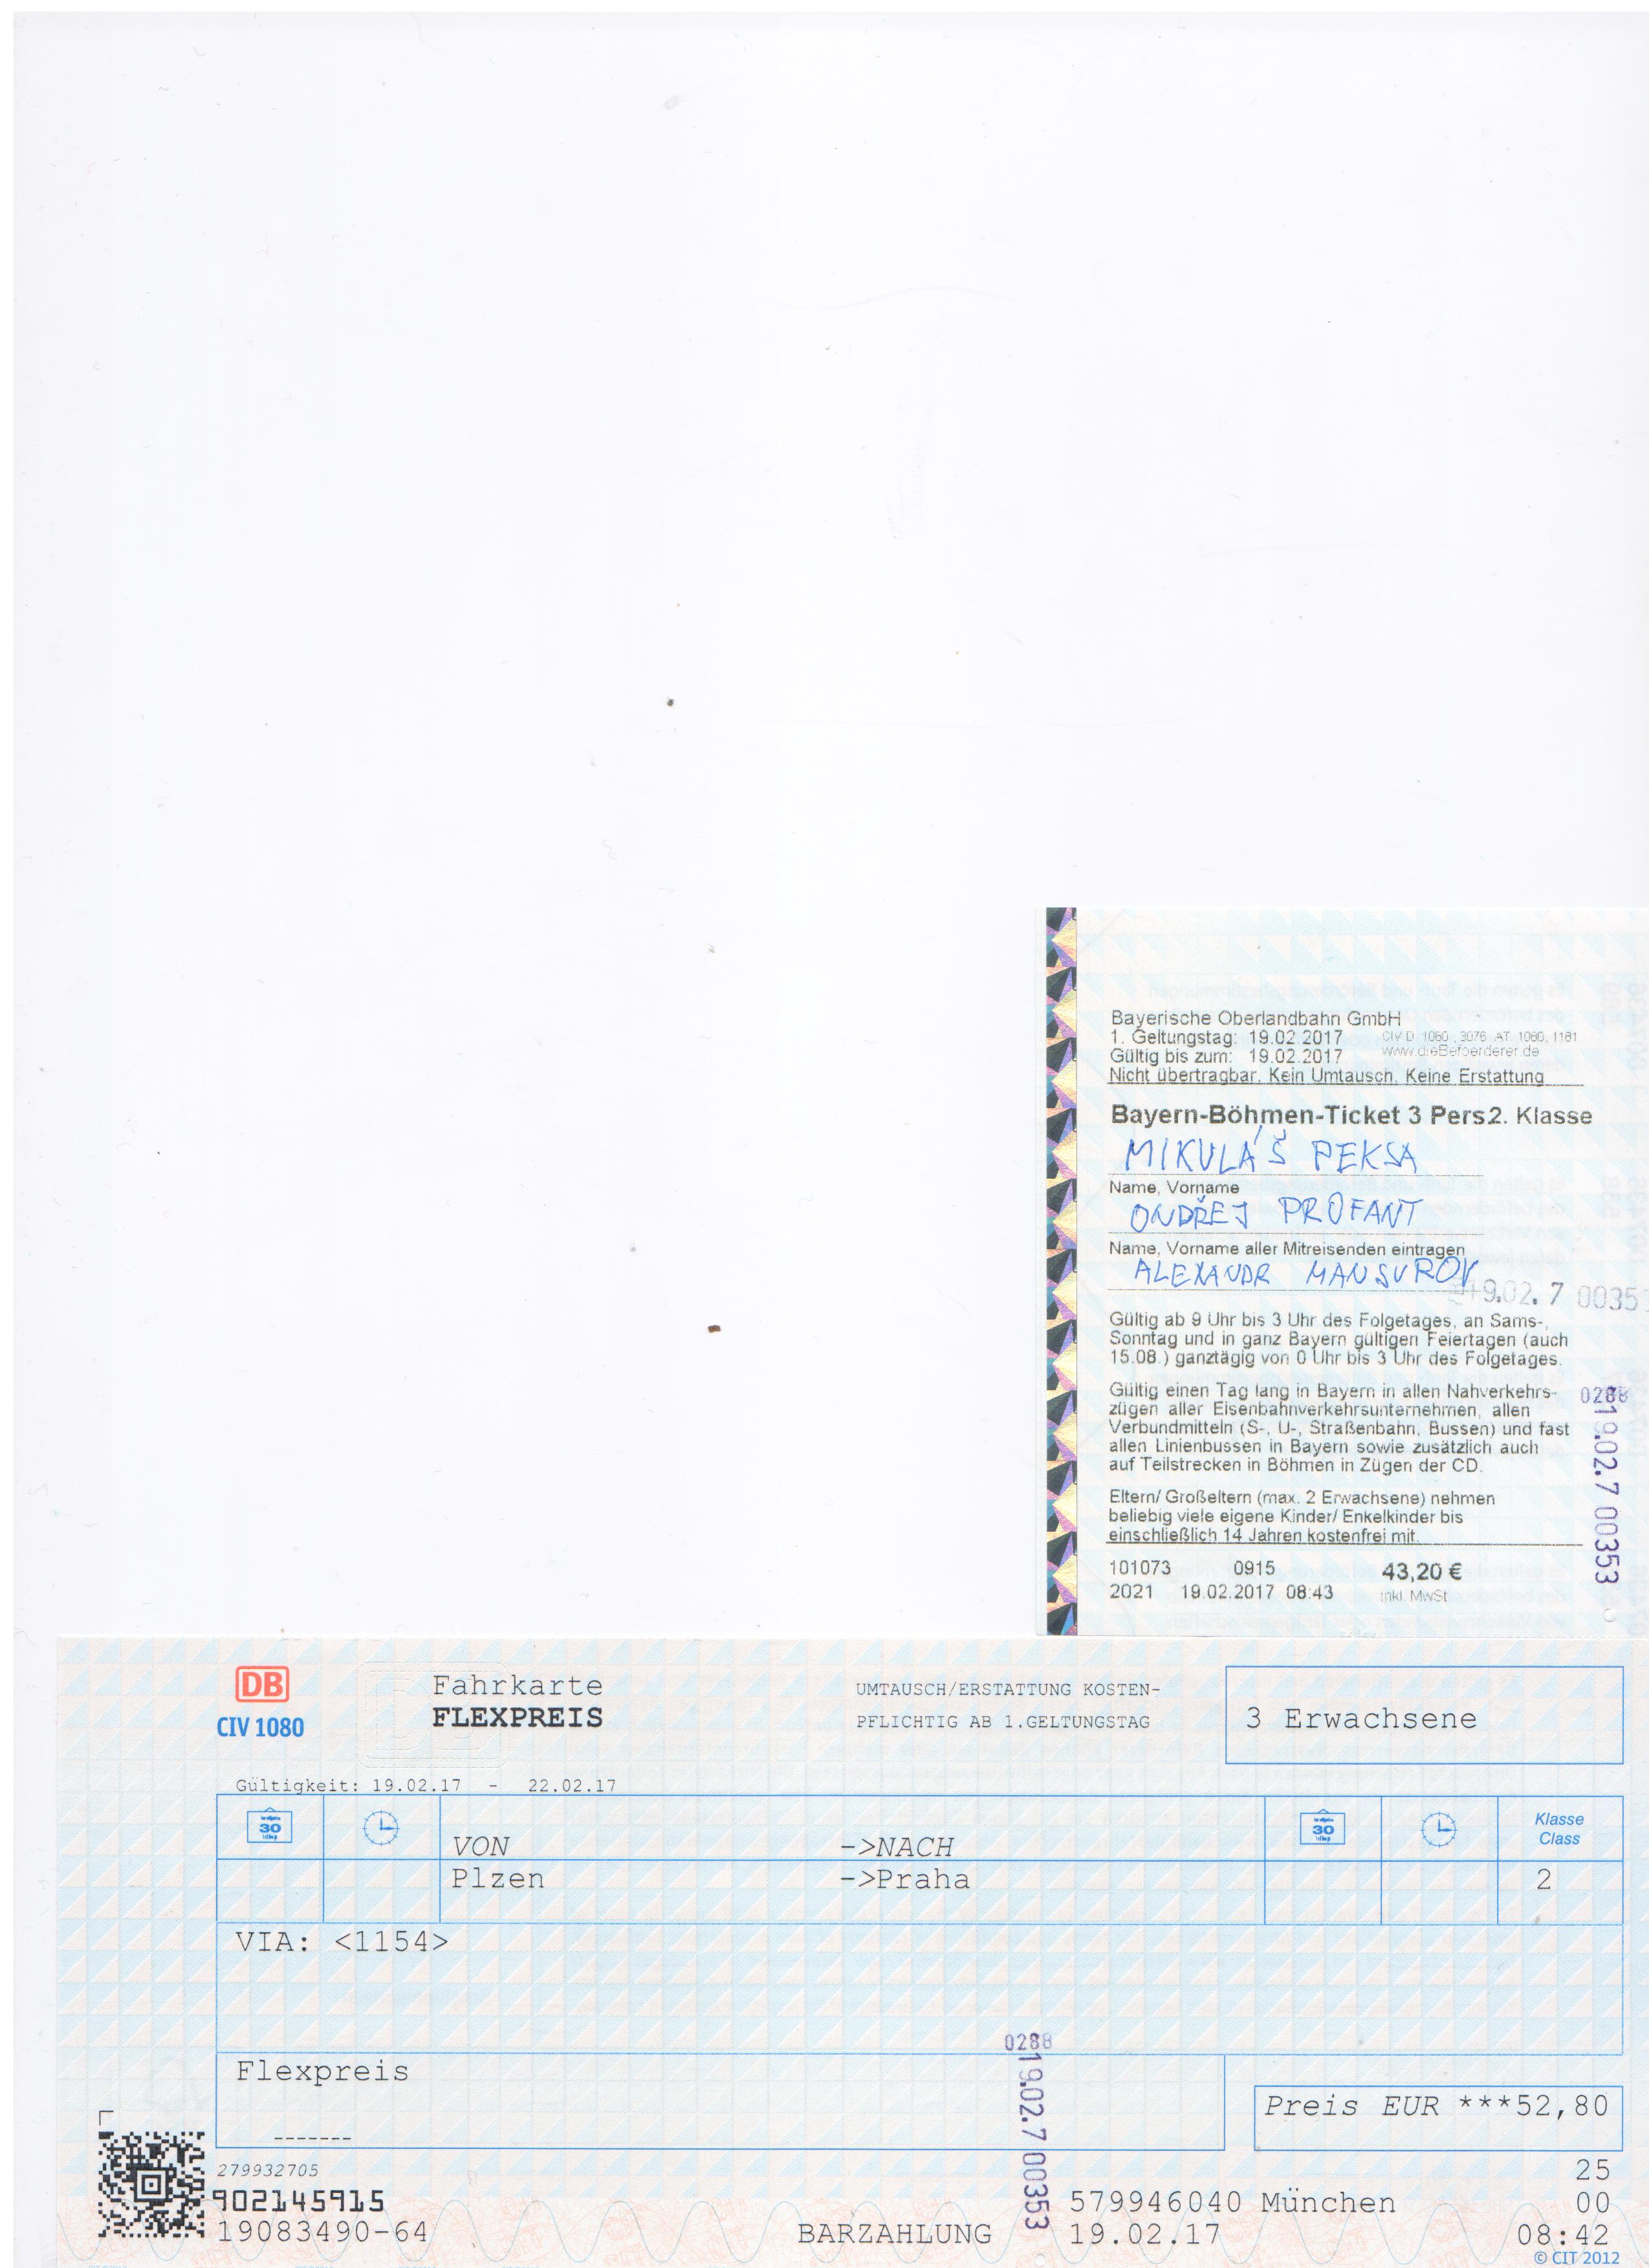 Bayerische Oberlandbahn GmbH
1. Geltungstag: 19.02.2017 CIV D 1080, 3076 AT 1080, 1181
Gültig bis zum: 19.02.2017 www.dieBefoerderer.de
Nicht übertragbar. Kein Umtausch. Keine Erstattung
Bayern-Böhmen-Ticket 3 Pers2. Klasse
MIKULÁŠ PEKSA
Name, Vorname
ONDŘEJ PROFANT
Name, Vorname aller Mitreisenden eintragen
ALEXANDR MANSUROV
19.02.7 00353
Gültig ab 9 Uhr bis 3 Uhr des Folgetages, an Sams-,
Sonntag und in ganz Bayern gültigen Feiertagen (auch
15.08.) ganztägig von 0 Uhr bis 3 Uhr des Folgetages.
Gültig einen Tag lang in Bayern in allen Nahverkehrs-
zügen aller Eisenbahnverkehrsunternehmen, allen
Verbundmitteln (S-, U-, Straßenbahn, Bussen) und fast
allen Linienbussen in Bayern sowie zusätzlich auch
auf Teilstrecken in Böhmen in Zügen der CD.
Eltern/ Großeltern (max. 2 Erwachsene) nehmen
beliebig viele eigene Kinder/ Enkelkinder bis
einschließlich 14 Jahren kostenfrei mit.
101073 0915 43,20 €
2021 19.02.2017 08:43 inkl. MwSt
0288
19.02.7 00353
DB
CIV 1080
Fahrkarte
FLEXPREIS
UMTAUSCH/ERSTATTUNG KOSTEN-
PFLICHTIG AB 1.GELTUNGSTAG
3 Erwachsene
Gültigkeit: 19.02.17 - 22.02.17
30 VON ->NACH 30 Klasse
Class
Plzen ->Praha 2
VIA: <1154>
Flexpreis
-------
0288
19.02.7 00353
Preis EUR ***52,80
279932705 25
902145915 579946040 München 00
19083490-64 BARZAHLUNG 19.02.17 08:42
© CIT 2012